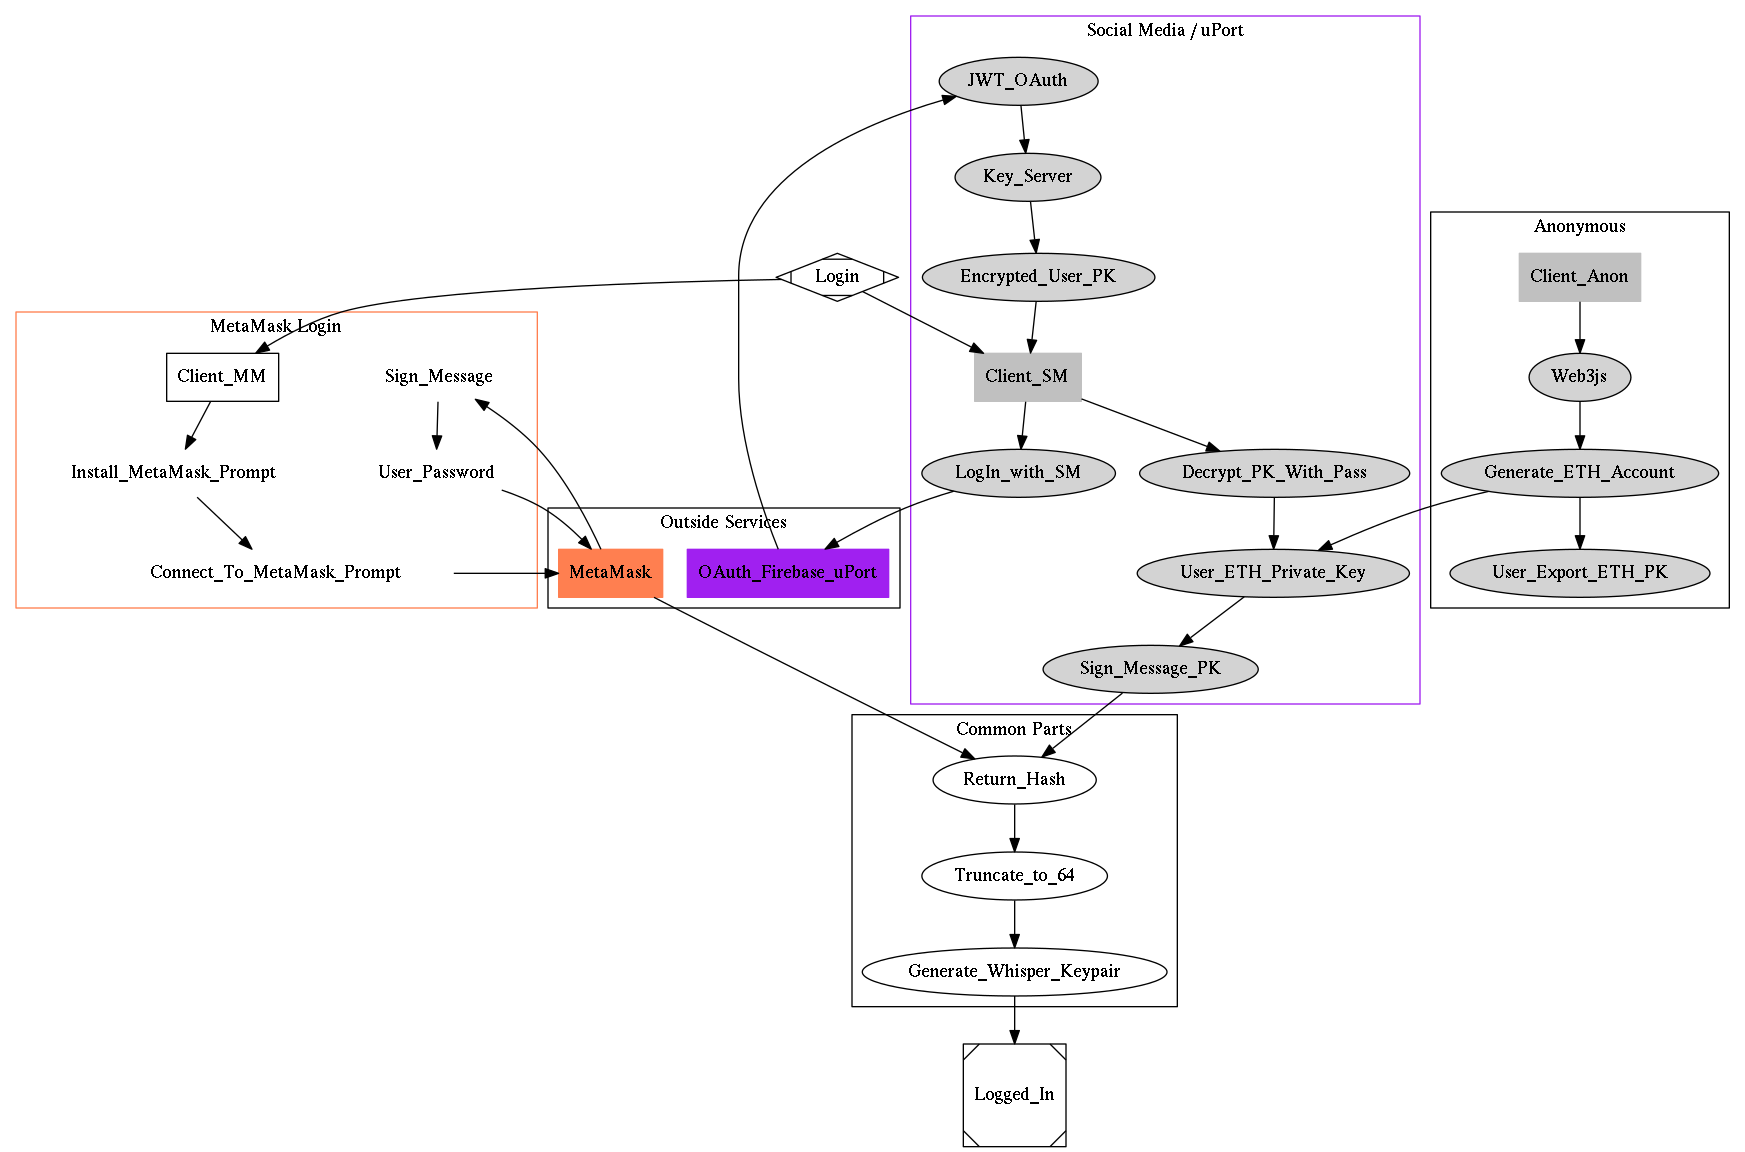 Social Media / uPort
JWT_OAuth
Key_Server
Anonymous
Login
Encrypted_User_PK
Client_Anon
MetaMask Login
Client_MM
Sign_Message
Client_SM
Web3js
Install_MetaMask_Prompt
User_Password
LogIn_with_SM
Decrypt_PK_With_Pass
Generate_ETH_Account
Outside Services
Connect_To_MetaMask_Prompt
MetaMask
OAuth_Firebase_uPort
User_ETH_Private_Key
User_Export_ETH_PK
Sign_Message_PK
Common Parts
Return_Hash
Truncate_to_64
Generate_Whisper_Keypair
Logged_In